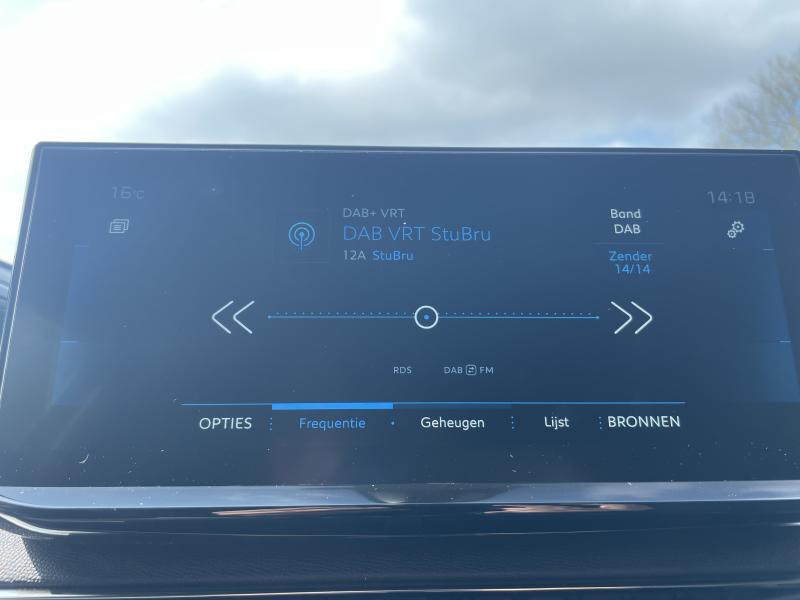 16°C
14:18
DAB+ VRT
DAB VRT StuBru
12A StuBru
Band
DAB
Zender
14/14
RDS
DAB FM
OPTIES
Frequentie
Geheugen
Lijst
BRONNEN